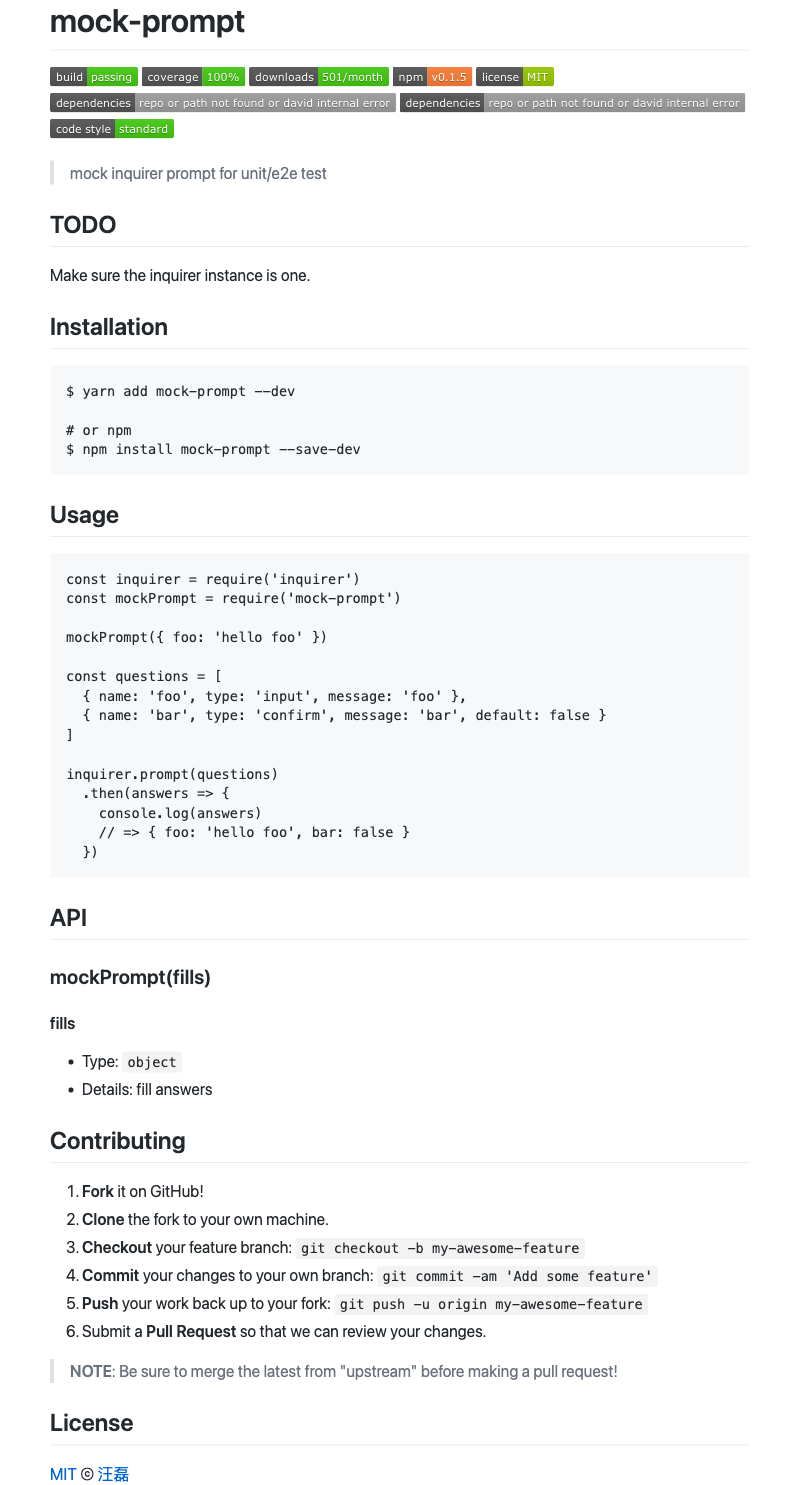 mock-prompt
build passing coverage 100% downloads 501/month npm v0.1.5 license MIT
dependencies repo or path not found or david internal error dependencies repo or path not found or david internal error
code style standard
mock inquirer prompt for unit/e2e test
TODO
Make sure the inquirer instance is one.
Installation
$ yarn add mock-prompt --dev
# or npm
$ npm install mock-prompt --save-dev
Usage
const inquirer = require('inquirer')
const mockPrompt = require('mock-prompt')
mockPrompt({ foo: 'hello foo' })
const questions = [
  { name: 'foo', type: 'input', message: 'foo' },
  { name: 'bar', type: 'confirm', message: 'bar', default: false }
]
inquirer.prompt(questions)
  .then(answers => {
    console.log(answers)
    // => { foo: 'hello foo', bar: false }
  })
API
mockPrompt(fills)
fills
• Type: object
• Details: fill answers
Contributing
1. Fork it on GitHub!
2. Clone the fork to your own machine.
3. Checkout your feature branch: git checkout -b my-awesome-feature
4. Commit your changes to your own branch: git commit -am 'Add some feature'
5. Push your work back up to your fork: git push -u origin my-awesome-feature
6. Submit a Pull Request so that we can review your changes.
NOTE: Be sure to merge the latest from "upstream" before making a pull request!
License
MIT © 汪磊